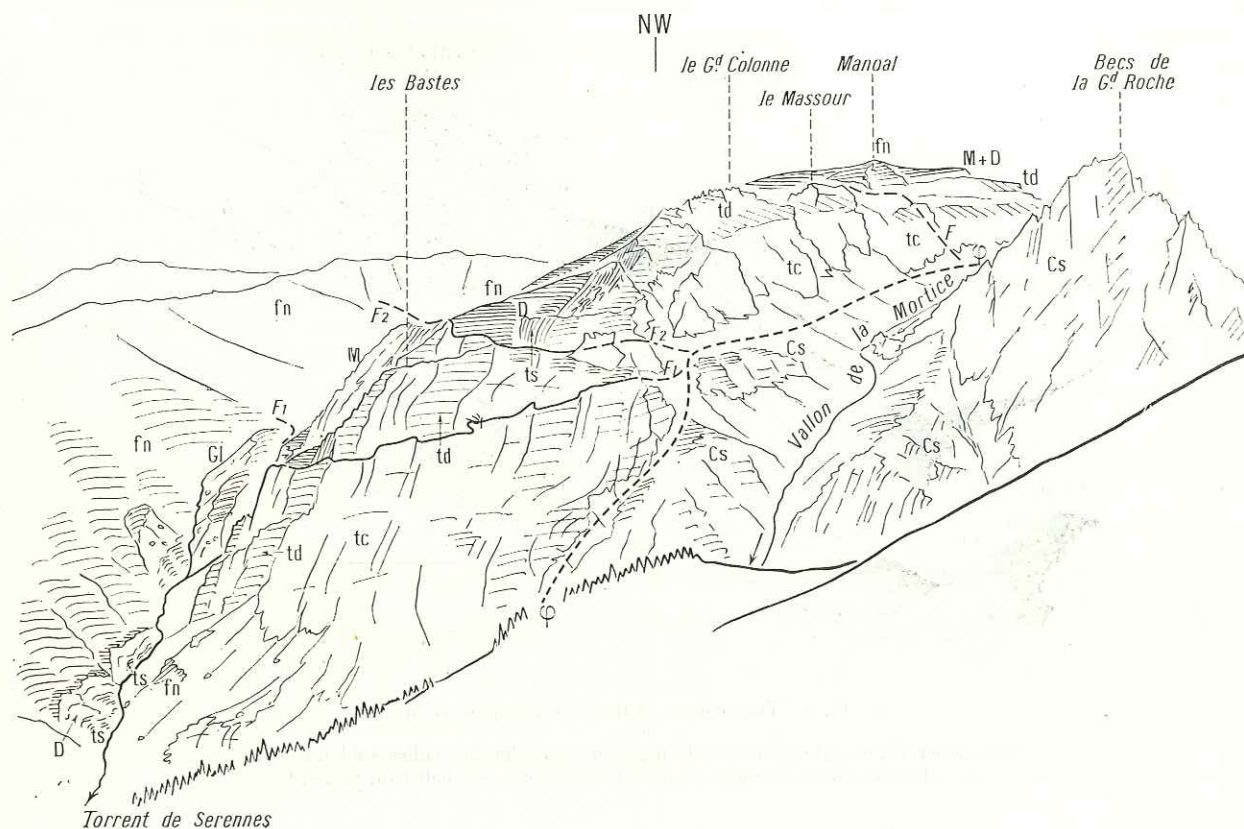 NW
les Bastes
le Gd Colonne
Manoal
le Massour
Becs de
la Gd Roche
fn
M+D
td
td
F
tc
φ
Cs
tc
fn
F2
fn
D
M
F2
ts
F1
Cs
Vallon de la Mortice
F1
Gl
fn
td
Cs
Cs
td
tc
φ
ts
fn
D
ts
Torrent de Serennes